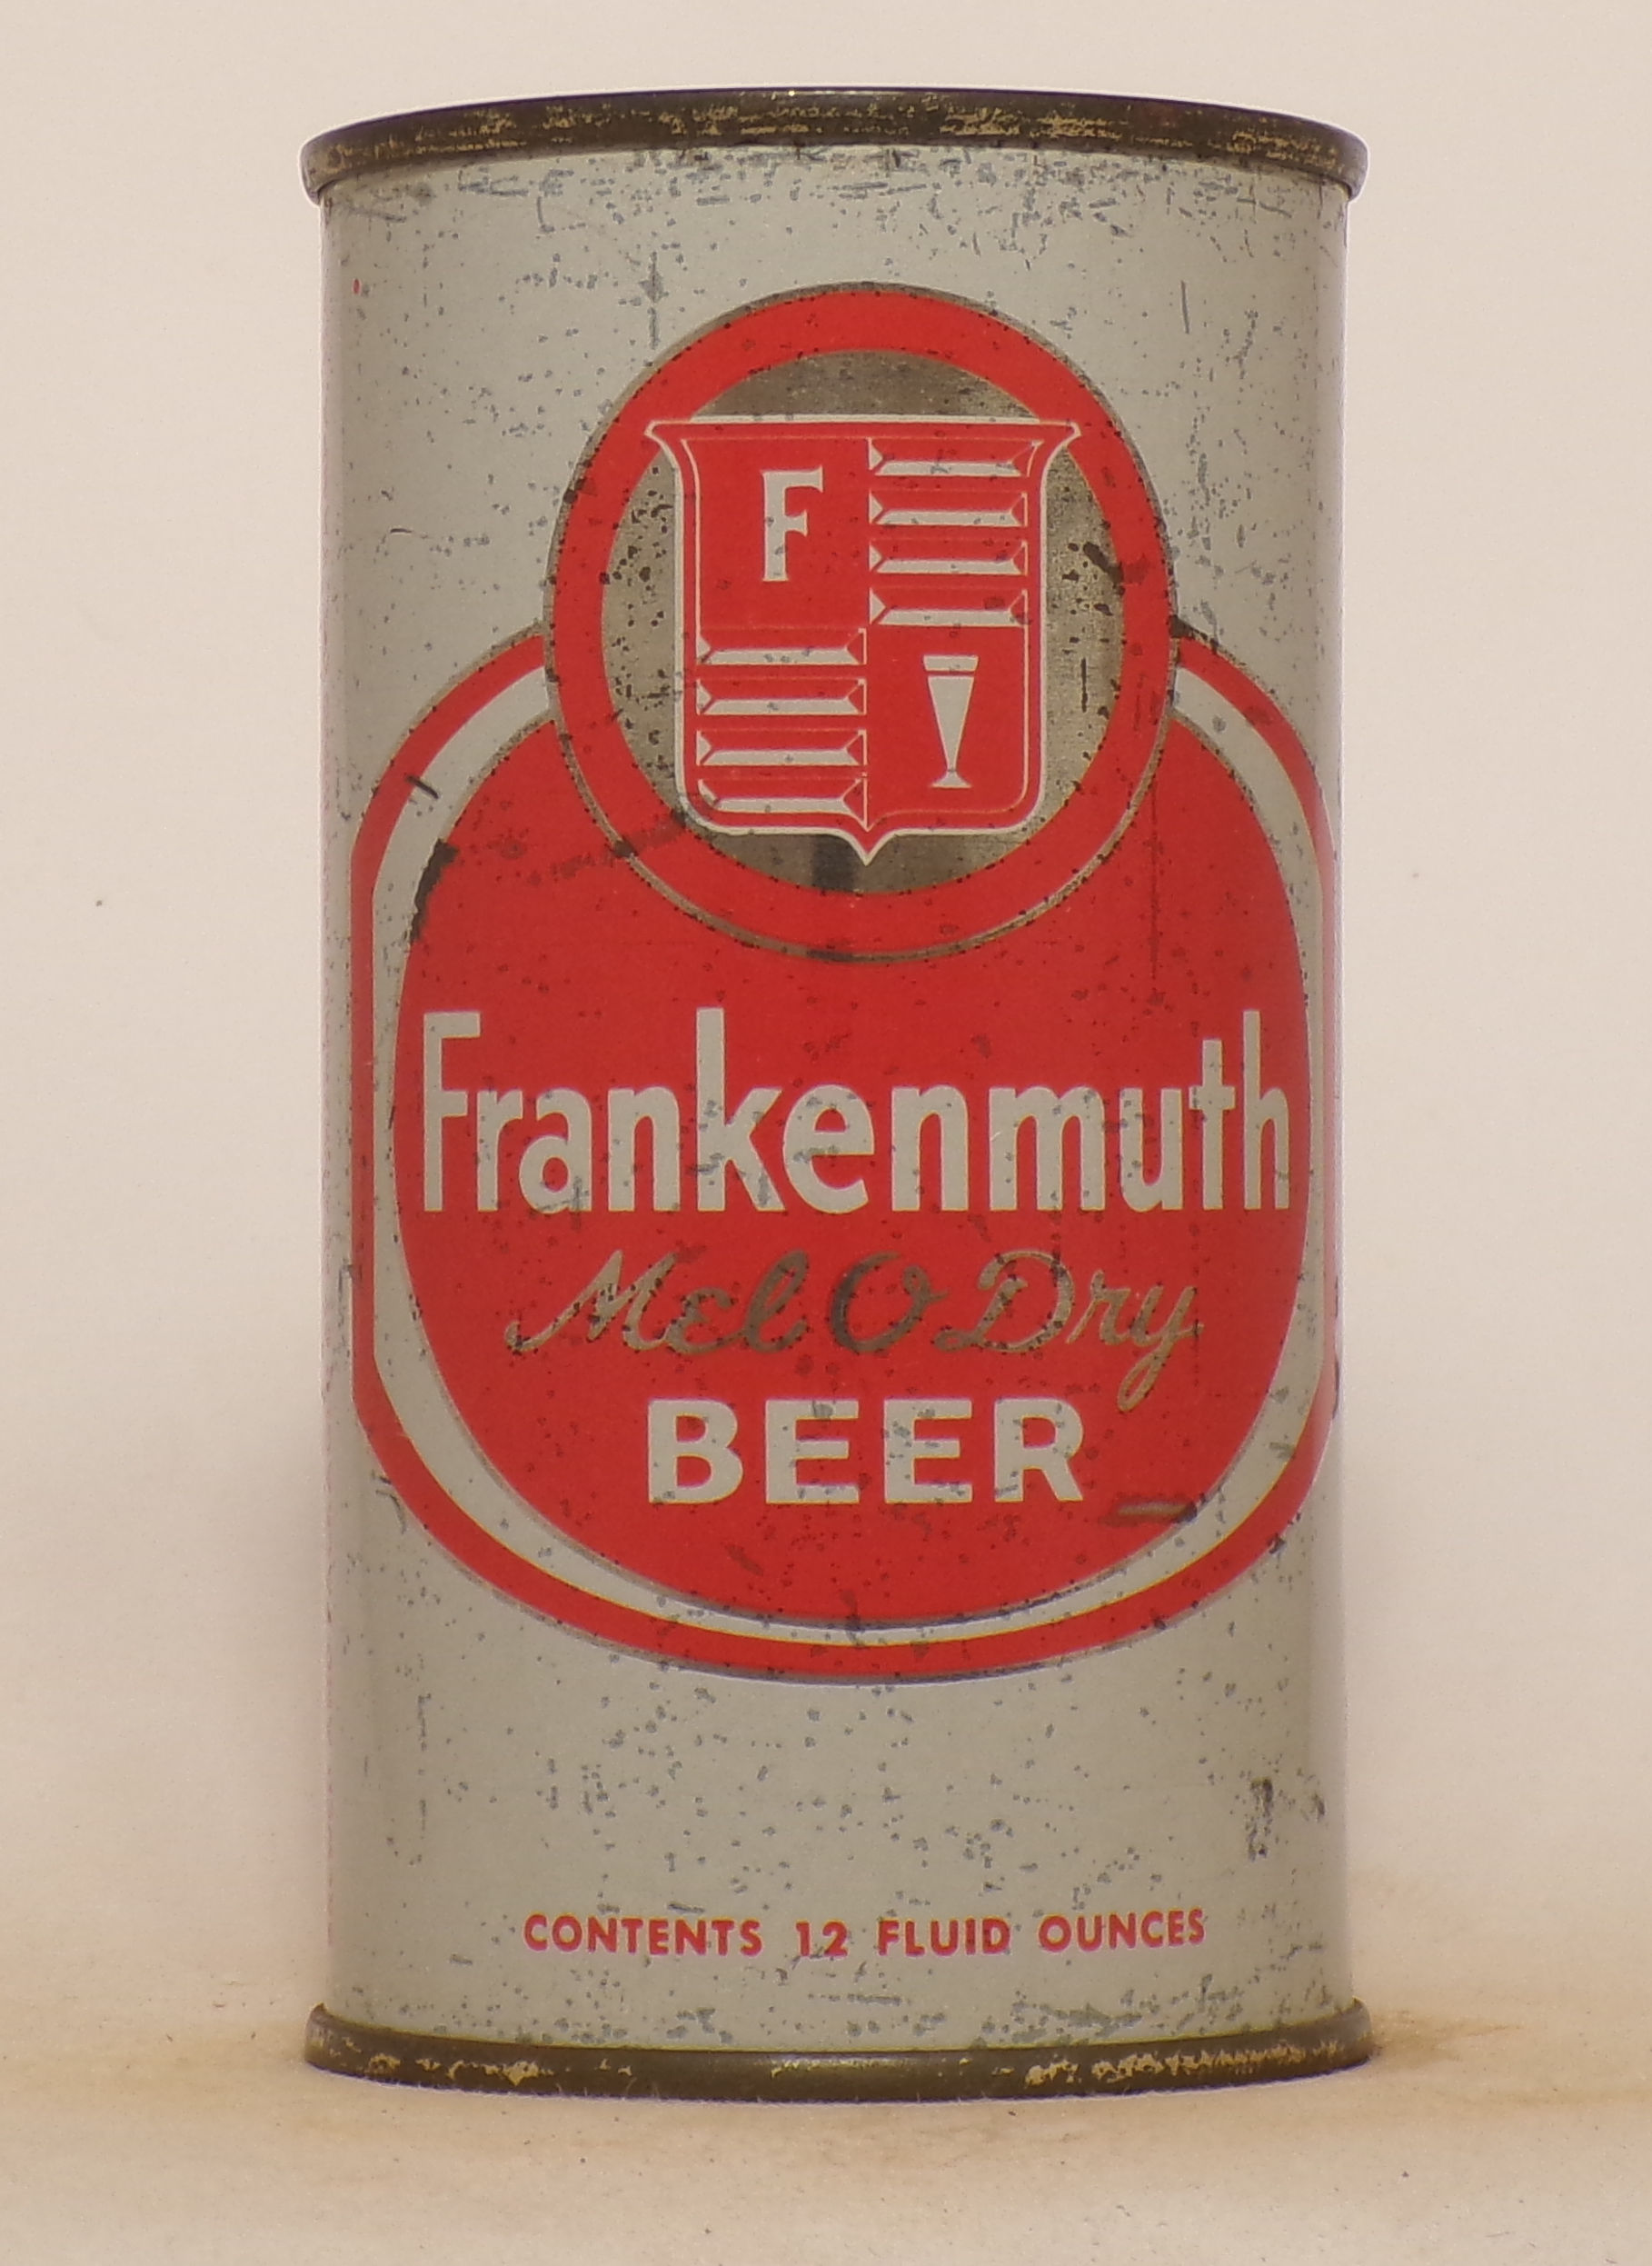 F
Frankenmuth
Mel O Dry
BEER
CONTENTS 12 FLUID OUNCES